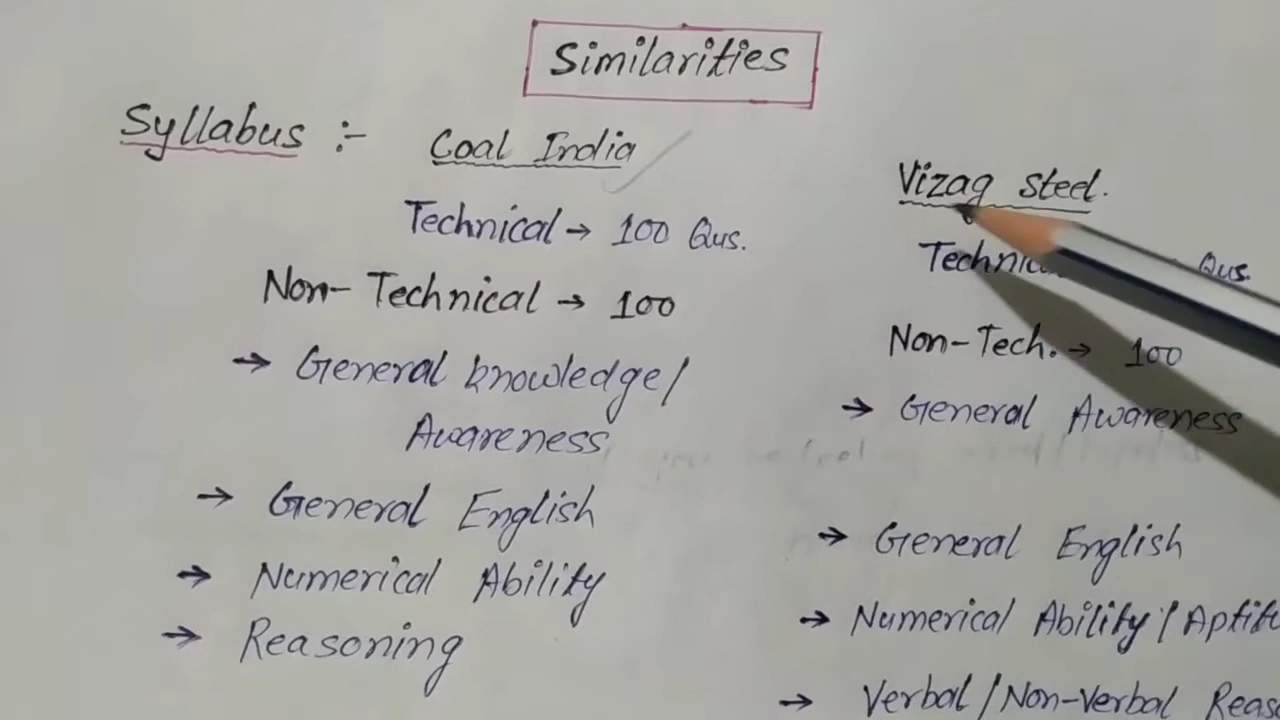 Similarities
Syllabus :-
Coal India
Technical → 100 Qus.
Non-Technical → 100
→ General knowledge/
Awareness
→ General English
→ Numerical Ability
→ Reasoning
Vizag Steel.
Qus.
Non-Tech. → 100
→ General Awareness
→ General English
→ Numerical Ability/
→ Verbal/Non-Verbal